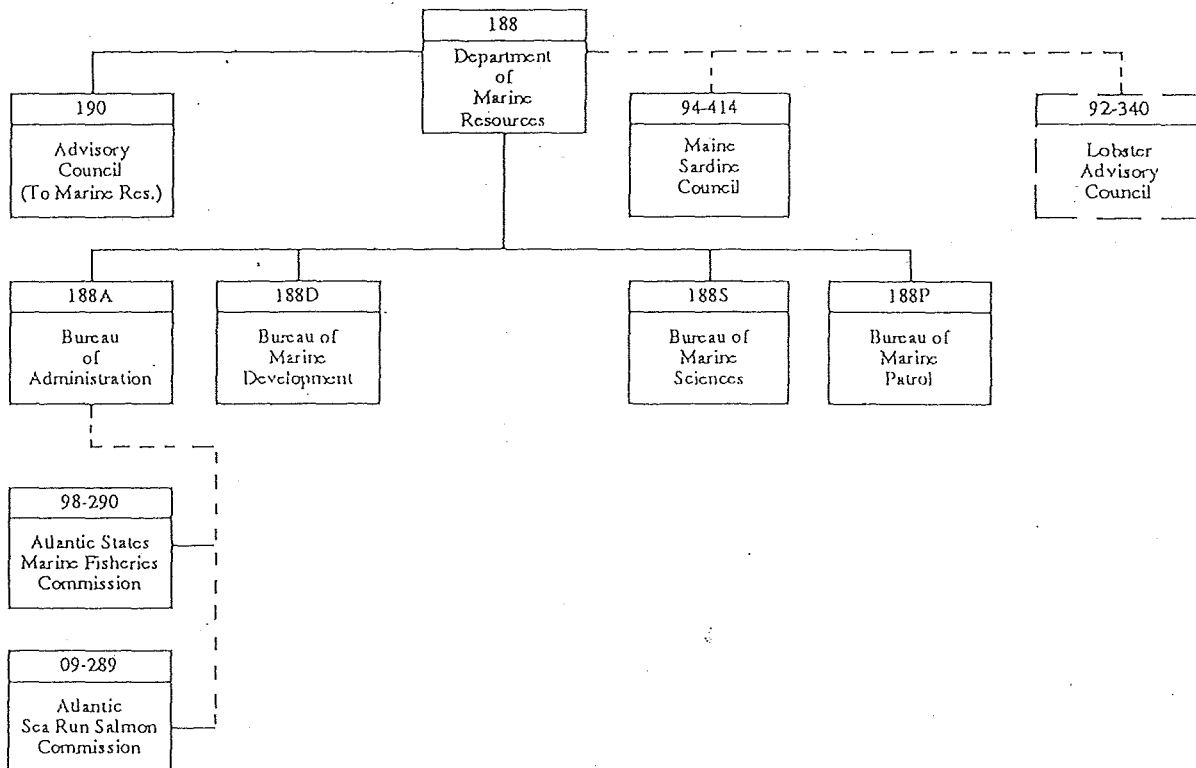 188
Department
of
Marine
Resources
190
Advisory
Council
(To Marine Res.)
94-414
Maine
Sardine
Council
92-340
Lobster
Advisory
Council
188A
Bureau
of
Administration
188D
Bureau of
Marine
Development
188S
Bureau of
Marine
Sciences
188P
Bureau of
Marine
Patrol
98-290
Atlantic States
Marine Fisheries
Commission
09-289
Atlantic
Sea Run Salmon
Commission